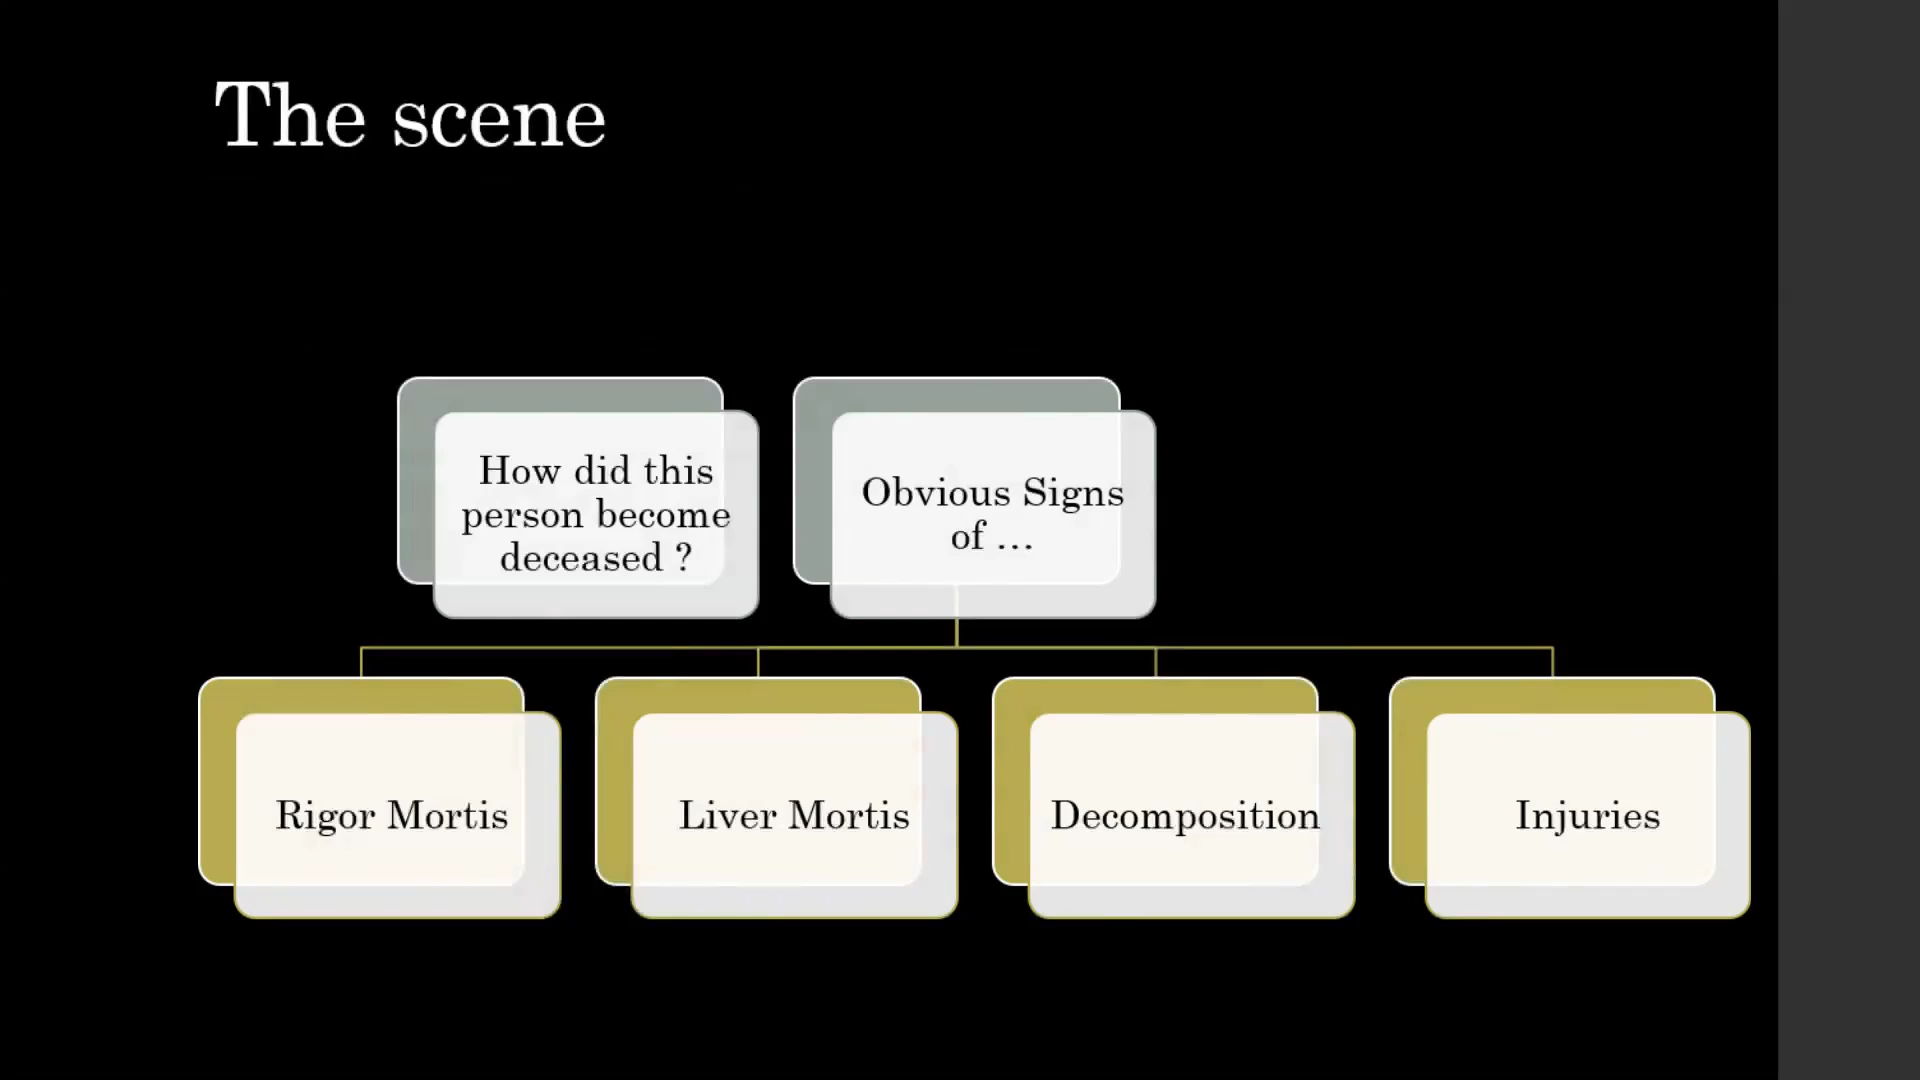 The scene
How did this
person become
deceased ?
Obvious Signs
of ...
Rigor Mortis
Liver Mortis
Decomposition
Injuries